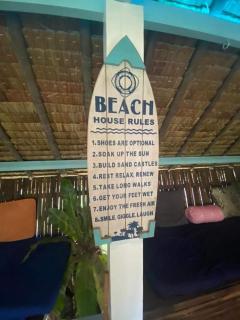 BEACH
HOUSE RULES
1.SHOES ARE OPTIONAL
2.SOAK UP THE SUN
3.BUILD SAND CASTLES
4.REST RELAX, RENEW
5.TAKE LONG WALKS
6.GET YOUR FEET WET
7.ENJOY THE FRESH AIR
8.SMILE, GIGGLE, LAUGH